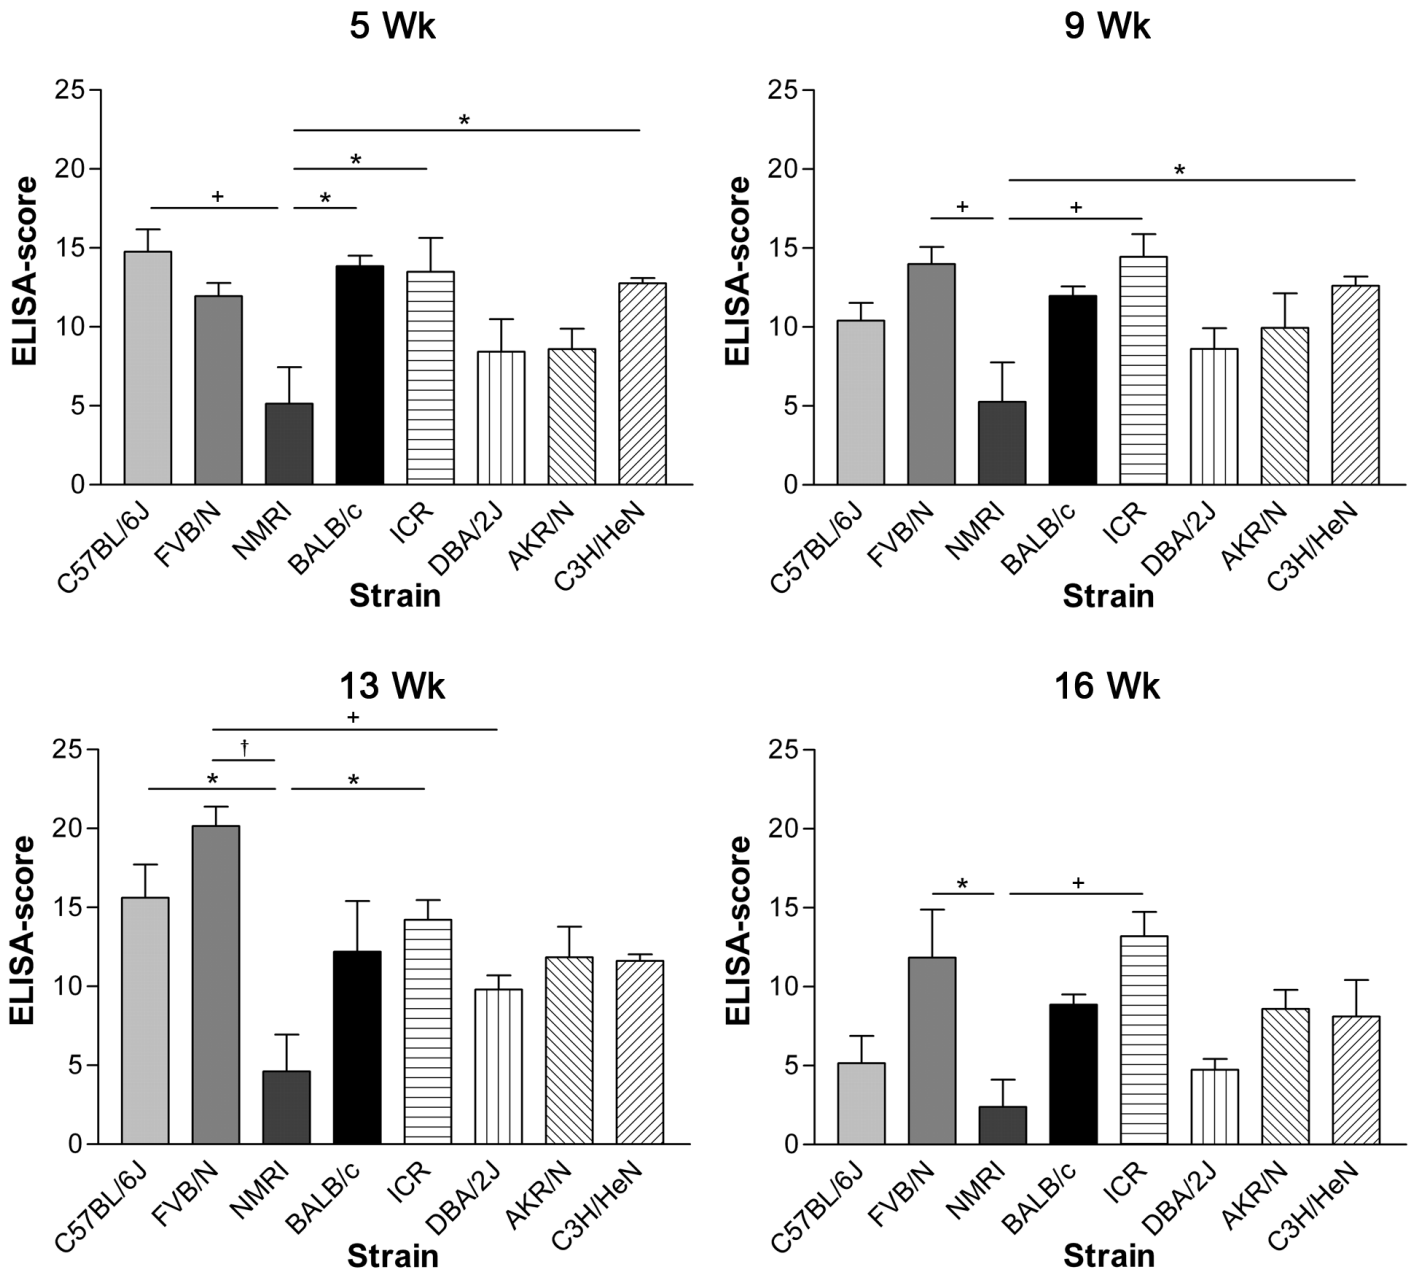 5 Wk
25
20
15
10
5
0
ELISA-score
*
*
+
*
C57BL/6J
FVB/N
NMRI
BALB/c
ICR
DBA/2J
AKR/N
C3H/HeN
Strain
9 Wk
25
20
15
10
5
0
ELISA-score
*
+
+
C57BL/6J
FVB/N
NMRI
BALB/c
ICR
DBA/2J
AKR/N
C3H/HeN
Strain
13 Wk
25
20
15
10
5
0
ELISA-score
+
†
*
*
C57BL/6J
FVB/N
NMRI
BALB/c
ICR
DBA/2J
AKR/N
C3H/HeN
Strain
16 Wk
25
20
15
10
5
0
ELISA-score
*
+
C57BL/6J
FVB/N
NMRI
BALB/c
ICR
DBA/2J
AKR/N
C3H/HeN
Strain